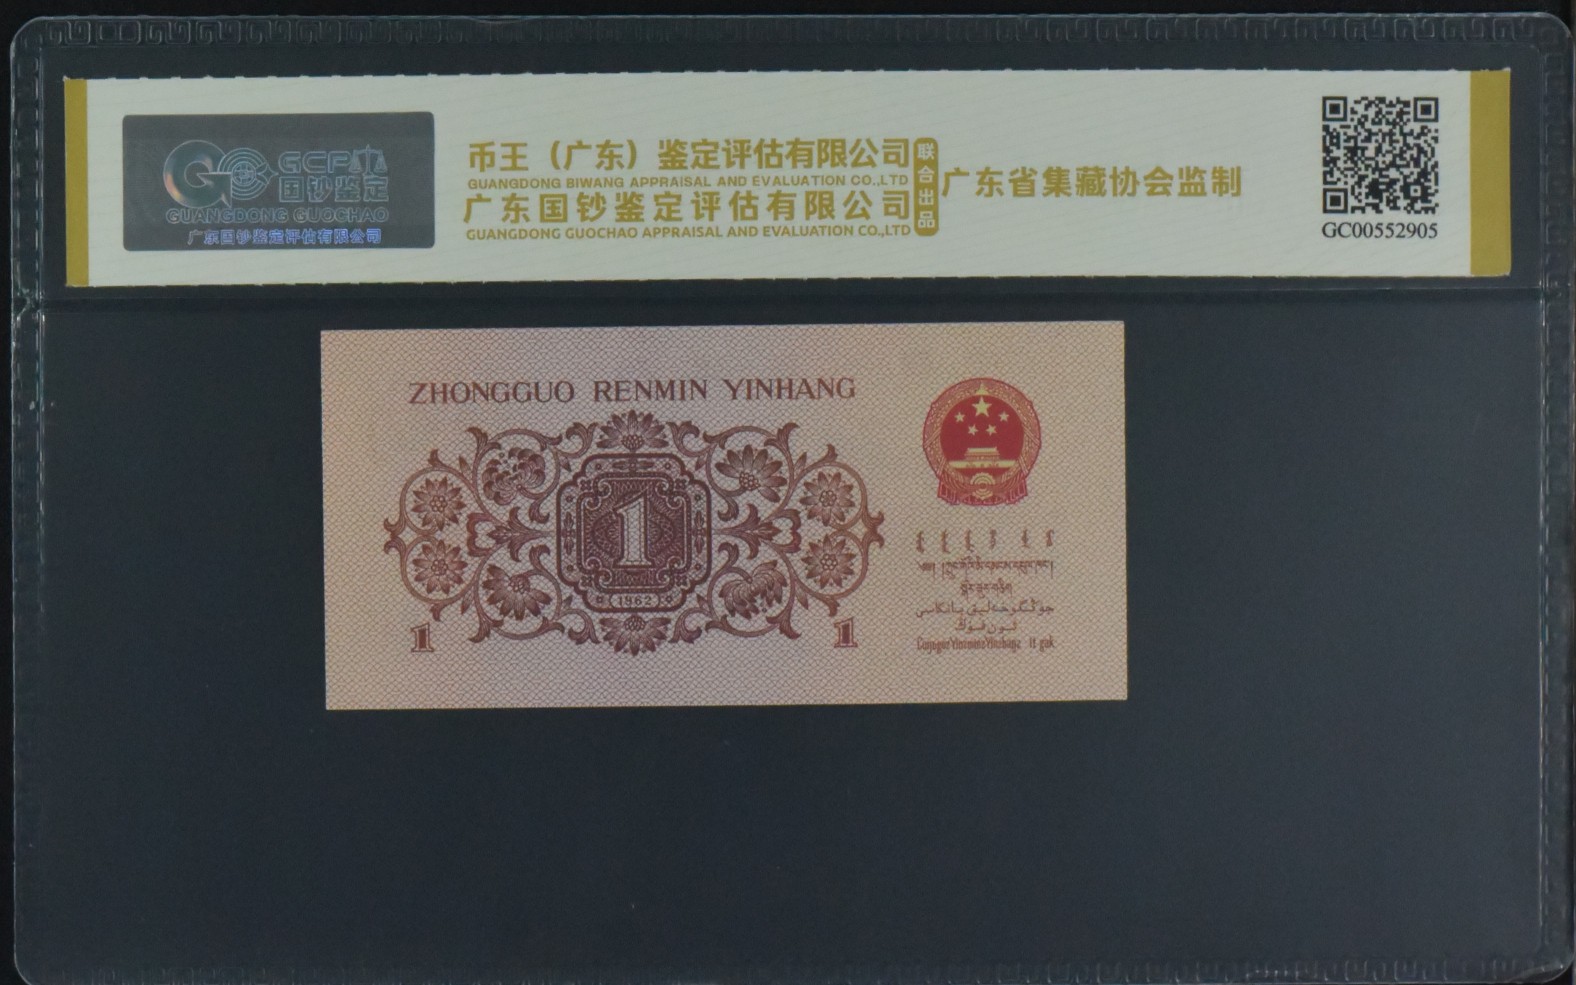 GCP
国钞鉴定
GUANGDONG GUOCHAO
广东国钞鉴定评估有限公司
币王（广东）鉴定评估有限公司
GUANGDONG BIWANG APPRAISAL AND EVALUATION CO.,LTD
广东国钞鉴定评估有限公司
GUANGDONG GUOCHAO APPRAISAL AND EVALUATION CO.,LTD
联合出品
广东省集藏协会监制
GC00552905
ZHONGGUO RENMIN YINHANG
1
(1962)
1
1
جۇڭگو خەلىق بانكاسى